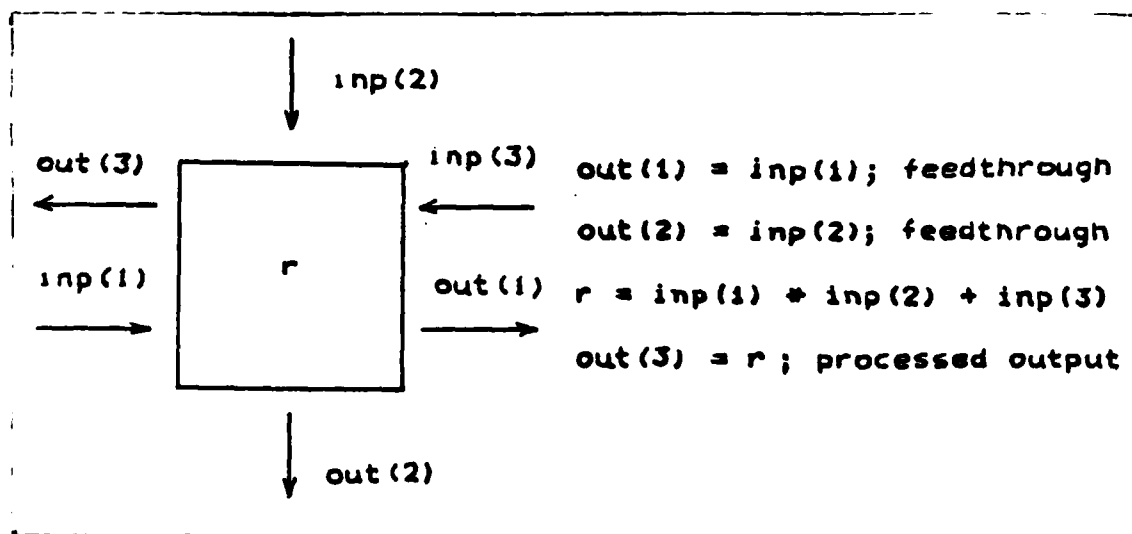 inp(2)
out(3)
inp(3)
out(1) = inp(1); feedthrough
out(2) = inp(2); feedthrough
r
inp(1)
out(1)
r = inp(1) * inp(2) + inp(3)
out(3) = r; processed output
out(2)